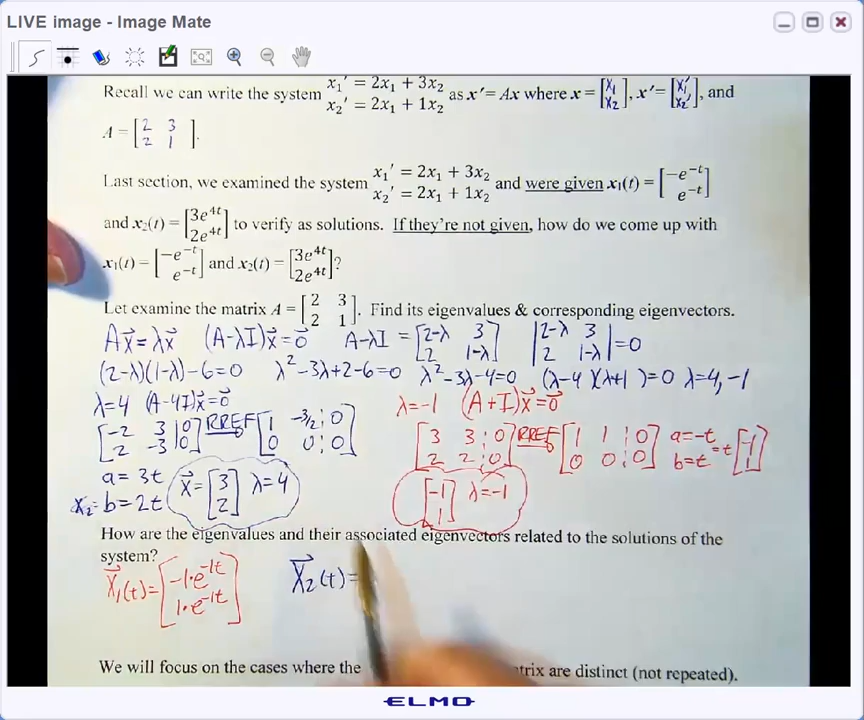 LIVE image - Image Mate
Recall we can write the system x₁' = 2x₁ + 3x₂
x₂' = 2x₁ + 1x₂ as x' = Ax where x = [x₁
x₂], x' = [x₁'
x₂'], and
A = [2 3
2 1].
Last section, we examined the system x₁' = 2x₁ + 3x₂
x₂' = 2x₁ + 1x₂ and were given x₁(t) = [−e^−t
e^−t]
and x₂(t) = [3e^4t
2e^4t] to verify as solutions. If they're not given, how do we come up with
x₁(t) = [−e^−t
e^−t] and x₂(t) = [3e^4t
2e^4t]?
Let examine the matrix A = [2 3
2 1]. Find its eigenvalues & corresponding eigenvectors.
Ax⃗ = λx⃗ (A-λI)x⃗ = 0⃗ A-λI = [2-λ 3
2 1-λ] |2-λ 3
2 1-λ| = 0
(2-λ)(1-λ)-6=0 λ²-3λ+2-6=0 λ²-3λ-4=0 (λ-4)(λ+1)=0 λ=4,-1
λ=4 (A-4I)x⃗=0⃗
[-2 3 | 0
2 -3 | 0] RREF [1 -3/2 | 0
0 0 | 0]
a = 3t
x₂ = b = 2t x⃗ = [3
2] λ=4
λ=-1 (A+I)x⃗=0⃗
[3 3 | 0
2 2 | 0] RREF [1 1 | 0
0 0 | 0] a=-t
b=t = t[-1
1]
[-1
1] λ=-1
How are the eigenvalues and their associated eigenvectors related to the solutions of the
system?
x⃗₁(t) = [-1·e^-1t
1·e^-1t] x⃗₂(t) =
We will focus on the cases where the trix are distinct (not repeated).
ELMO